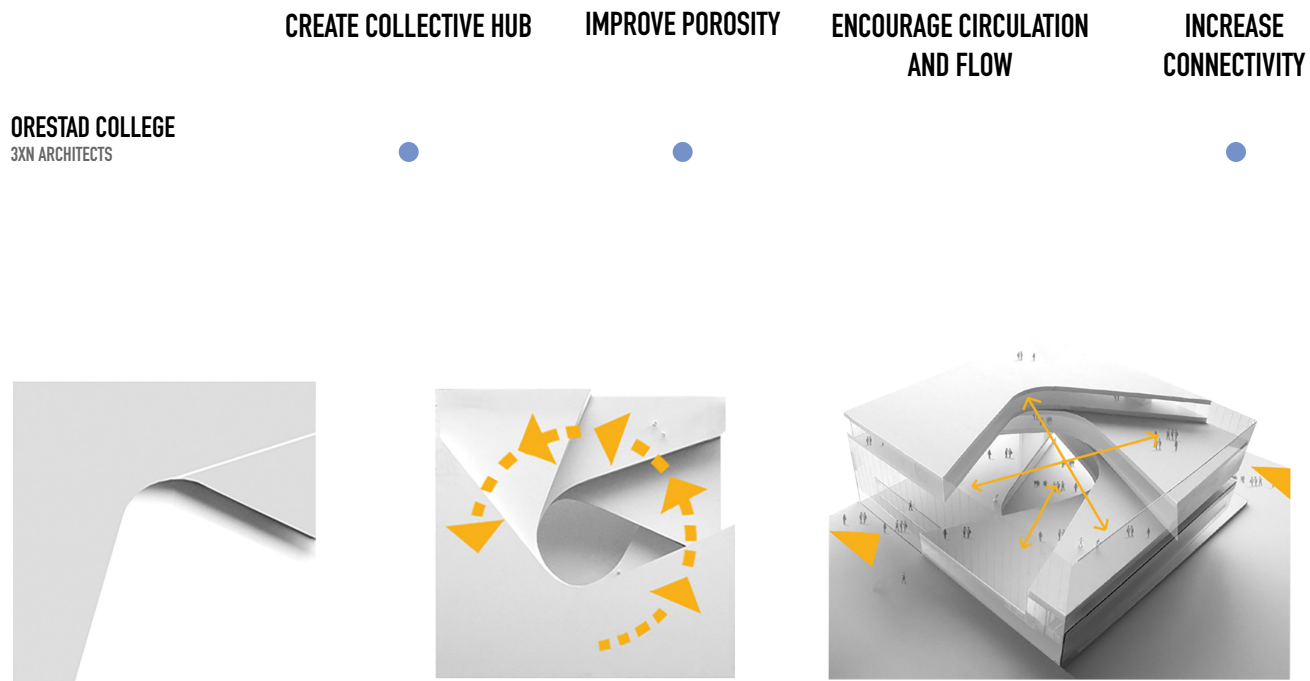 CREATE COLLECTIVE HUB
IMPROVE POROSITY
ENCOURAGE CIRCULATION
AND FLOW
INCREASE
CONNECTIVITY
ORESTAD COLLEGE
3XN ARCHITECTS